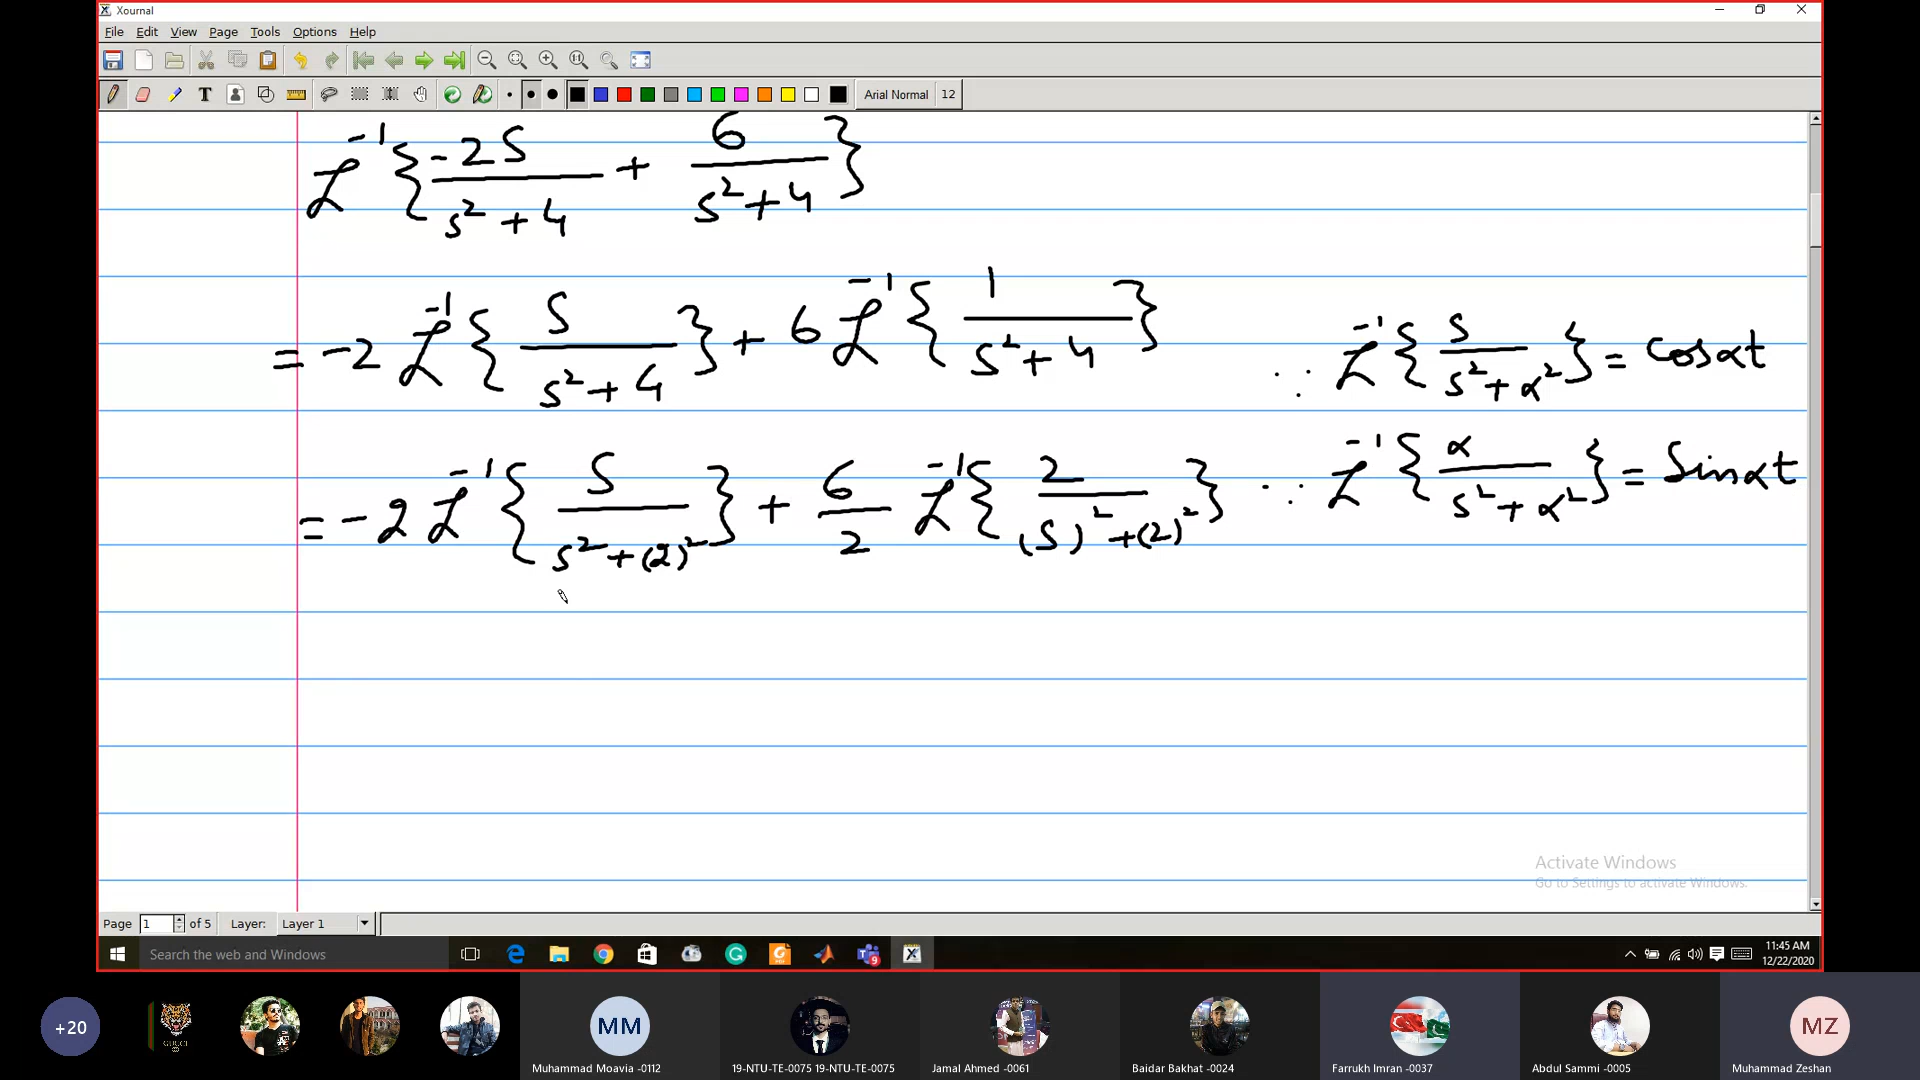 Xournal
File Edit View Page Tools Options Help
Arial Normal 12
ℒ⁻¹ { -2S / s² + 4 + 6 / s² + 4 }
= -2 ℒ⁻¹ { S / s² + 4 } + 6 ℒ⁻¹ { 1 / s² + 4 } ∵ ℒ⁻¹ { s / s² + α² } = Cosαt
= -2 ℒ⁻¹ { S / s² + (2)² } + 6/2 ℒ⁻¹ { 2 / (S)² + (2)² } ∵ ℒ⁻¹ { α / s² + α² } = Sinαt
Activate Windows
Go to Settings to activate Windows.
Page 1 of 5 Layer: Layer 1
Search the web and Windows
9
11:45 AM
12/22/2020
+20
GUCCI
MM
MZ
Muhammad Moavia -0112
19-NTU-TE-0075 19-NTU-TE-0075
Jamal Ahmed -0061
Baidar Bakhat -0024
Farrukh Imran -0037
Abdul Sammi -0005
Muhammad Zeshan